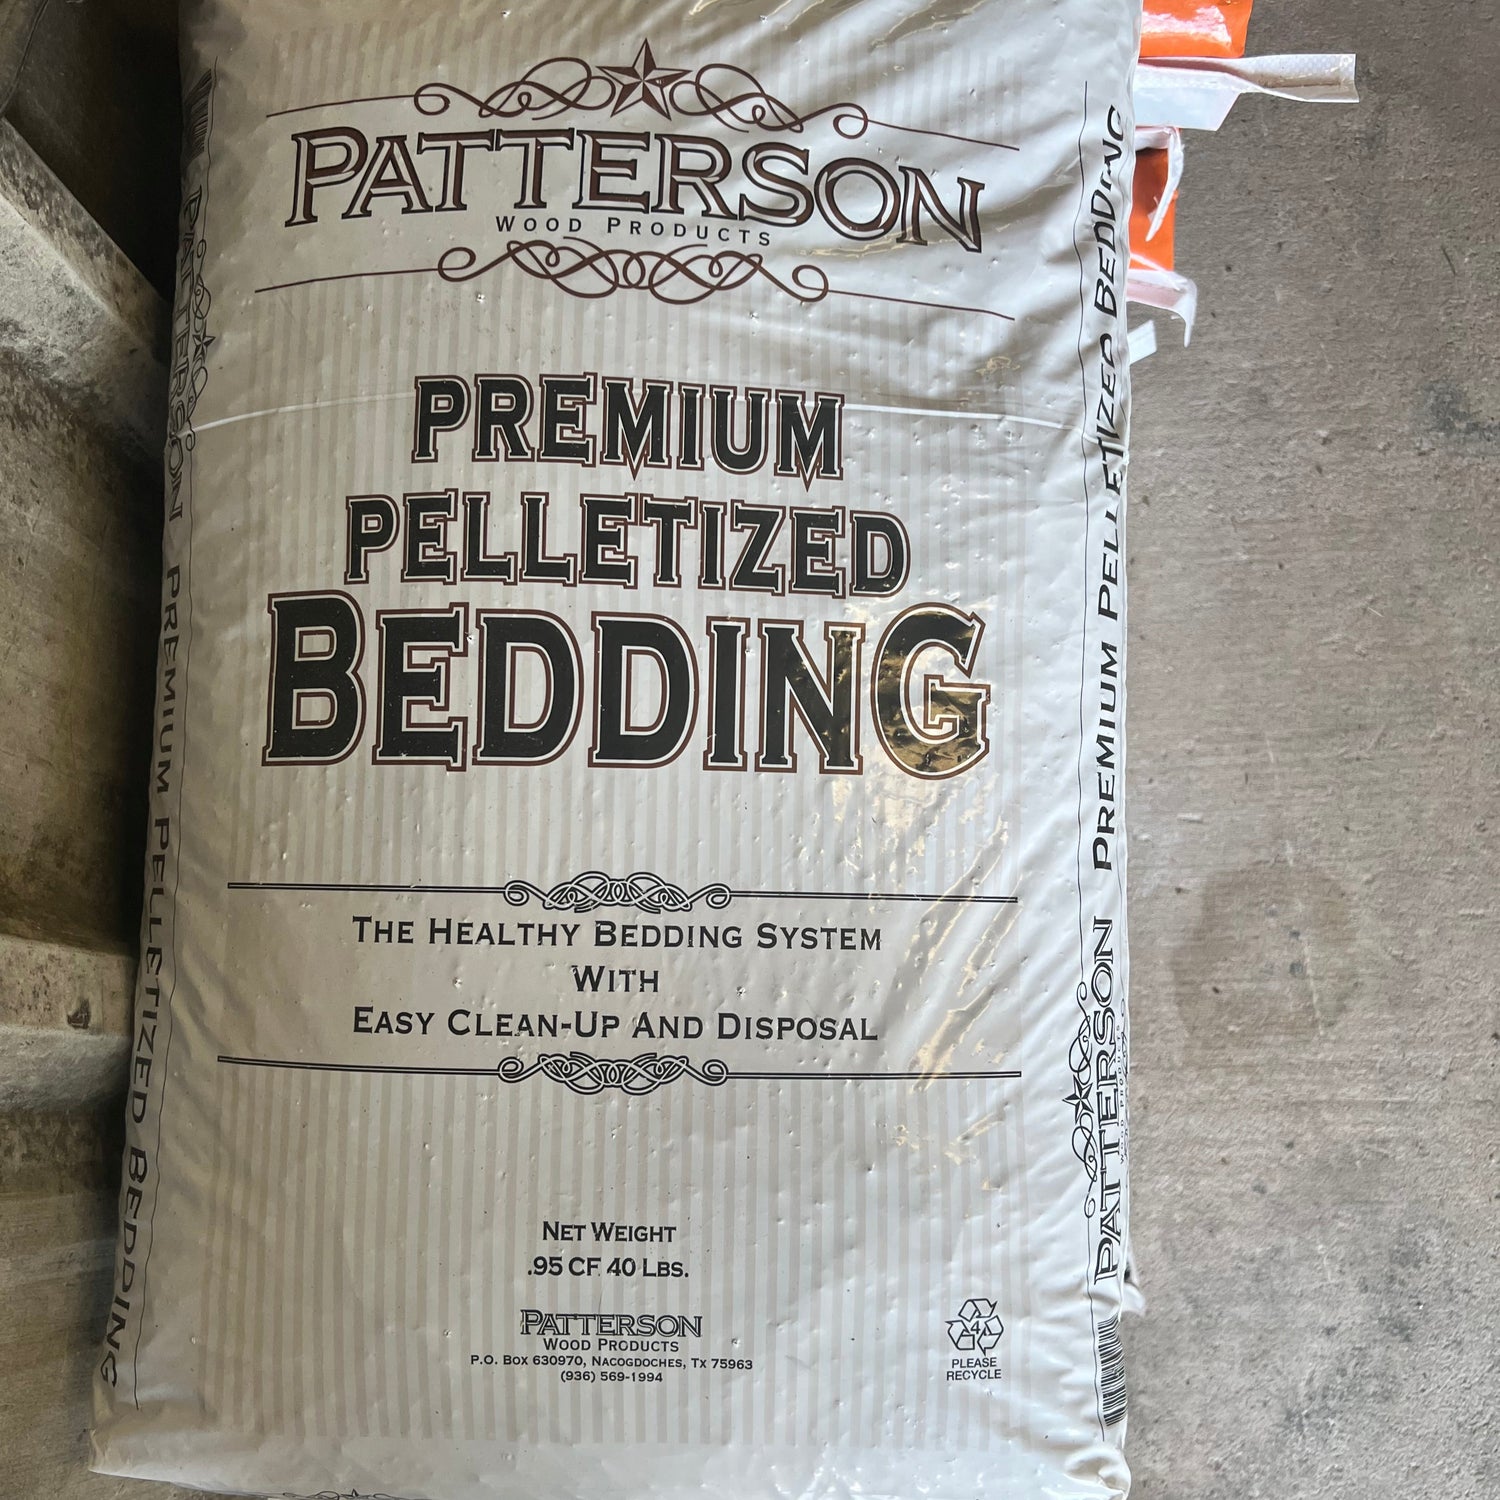 PATTERSON
WOOD PRODUCTS
PREMIUM
PELLETIZED
BEDDING
THE HEALTHY BEDDING SYSTEM
WITH
EASY CLEAN-UP AND DISPOSAL
NET WEIGHT
.95 CF 40 LBS.
PATTERSON
WOOD PRODUCTS
P.O. BOX 630970, NACOGDOCHES, TX 75963
(936) 569-1994
4
PLEASE
RECYCLE
PATTERSON PREMIUM PELLETIZED BEDDING
PATTERSON PREMIUM PELLETIZED BEDDING
WOOD PRODUCTS